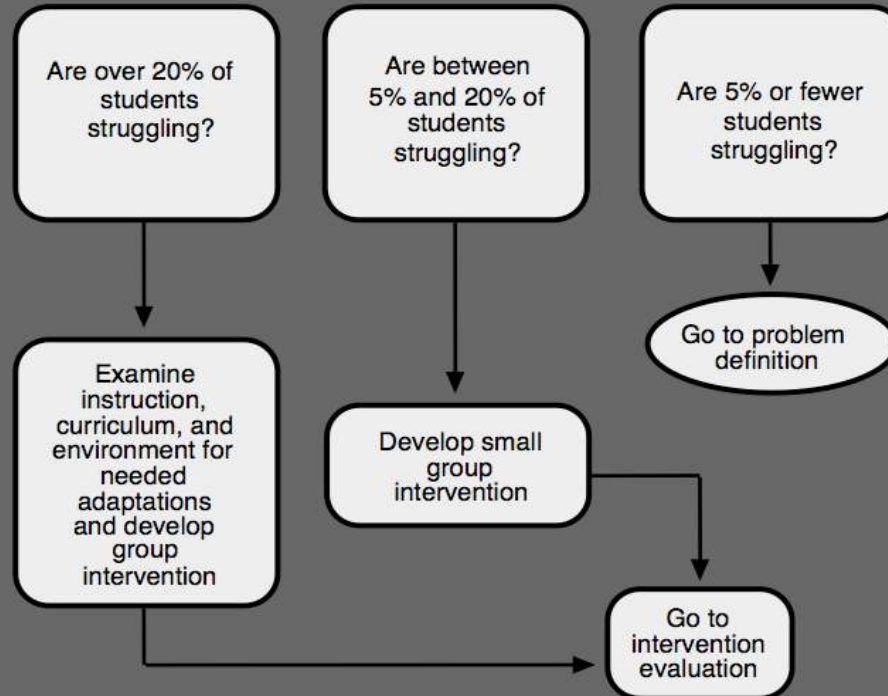 Are over 20% of
students
struggling?
Are between
5% and 20% of
students
struggling?
Are 5% or fewer
students
struggling?
Examine
instruction,
curriculum, and
environment for
needed
adaptations
and develop
group
intervention
Develop small
group
intervention
Go to problem
definition
Go to
intervention
evaluation